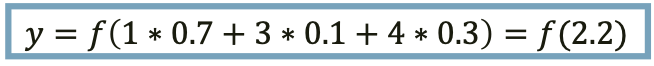 y = f(1 * 0.7 + 3 * 0.1 + 4 * 0.3) = f(2.2)